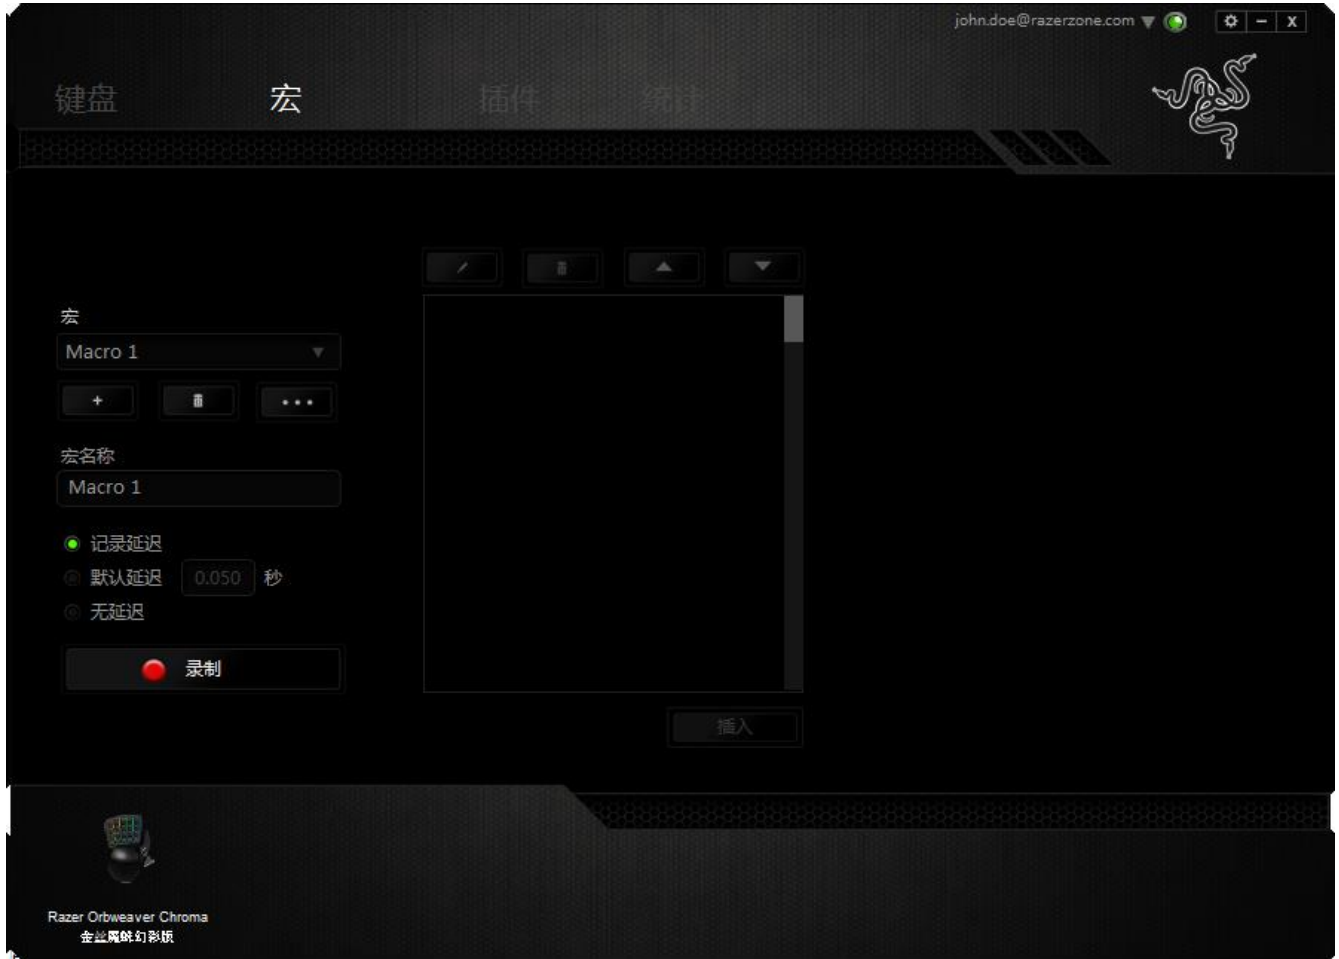 john.doe@razerzone.com
键盘 宏 插件 统计
宏
Macro 1
宏名称
Macro 1
记录延迟
默认延迟 0.050 秒
无延迟
录制
插入
Razer Orbweaver Chroma
金丝魔蛛幻彩版